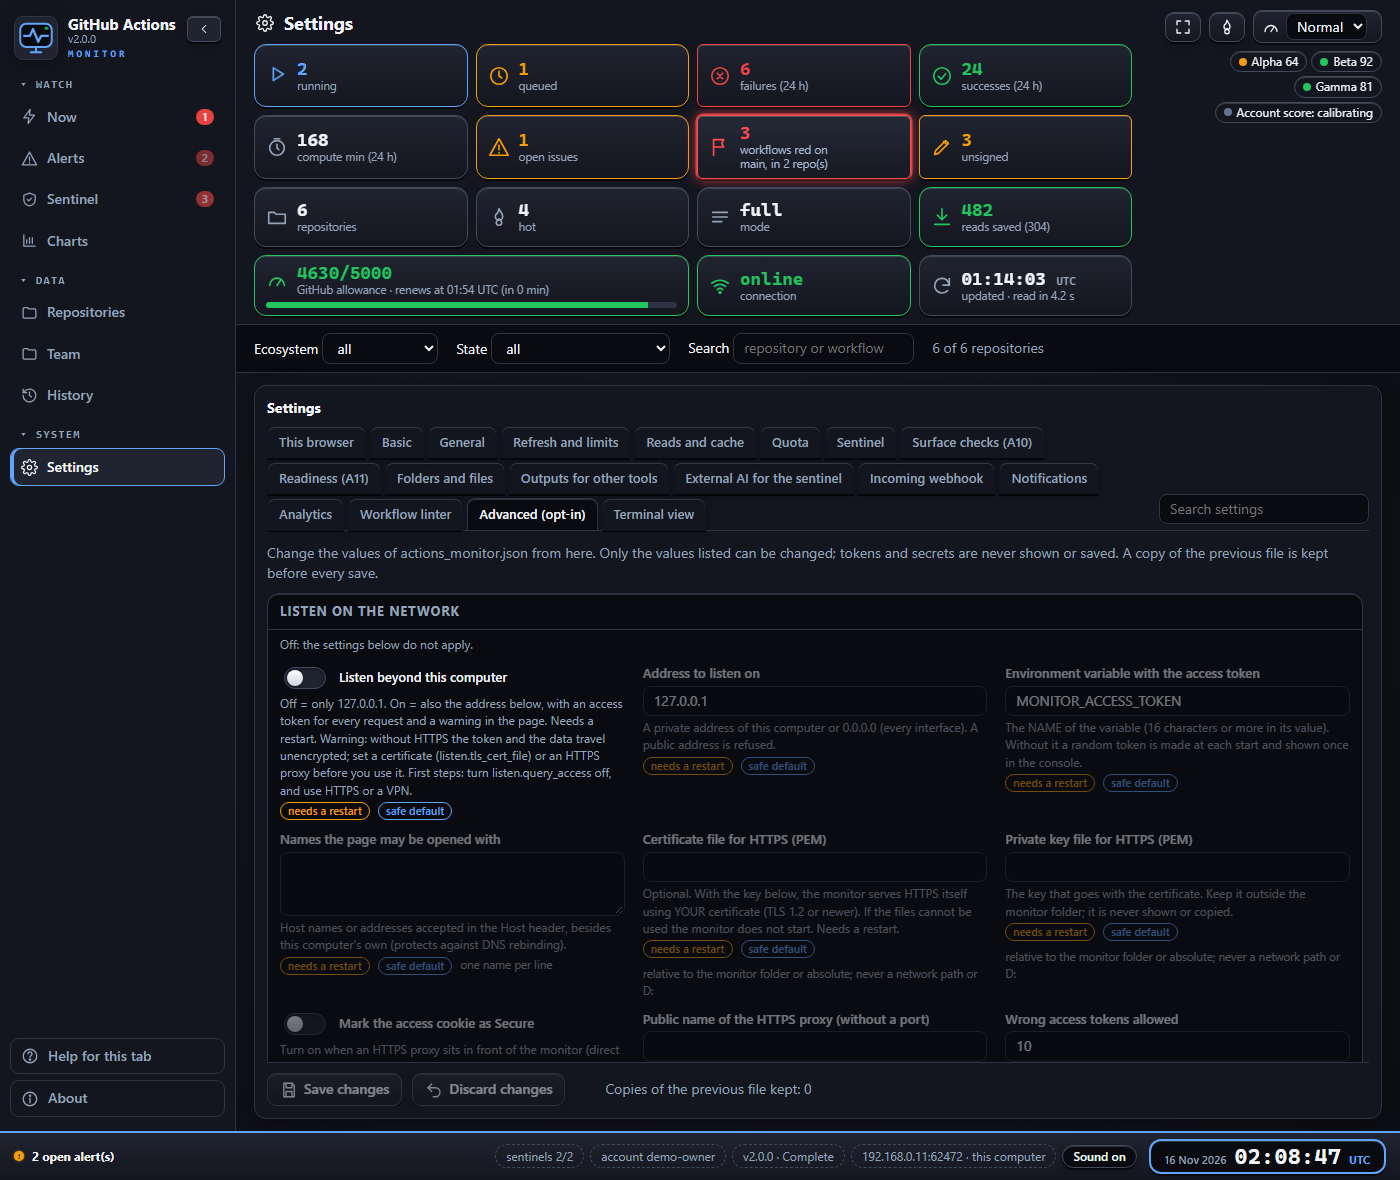 GitHub Actions
v2.0.0
MONITOR
WATCH
Now 1
Alerts 2
Sentinel 3
Charts
DATA
Repositories
Team
History
SYSTEM
Settings
Help for this tab
About
Settings
Normal
Alpha 64
Beta 92
Gamma 81
Account score: calibrating
2
running
1
queued
6
failures (24 h)
24
successes (24 h)
168
compute min (24 h)
1
open issues
3
workflows red on
main, in 2 repo(s)
3
unsigned
6
repositories
4
hot
full
mode
482
reads saved (304)
4630/5000
GitHub allowance · renews at 01:54 UTC (in 0 min)
online
connection
01:14:03 UTC
updated · read in 4.2 s
Ecosystem all State all Search repository or workflow 6 of 6 repositories
Settings
This browser Basic General Refresh and limits Reads and cache Quota Sentinel Surface checks (A10)
Readiness (A11) Folders and files Outputs for other tools External AI for the sentinel Incoming webhook Notifications
Analytics Workflow linter Advanced (opt-in) Terminal view Search settings
Change the values of actions_monitor.json from here. Only the values listed can be changed; tokens and secrets are never shown or saved. A copy of the previous file is kept
before every save.
LISTEN ON THE NETWORK
Off: the settings below do not apply.
Listen beyond this computer
Off = only 127.0.0.1. On = also the address below, with an access
token for every request and a warning in the page. Needs a
restart. Warning: without HTTPS the token and the data travel
unencrypted; set a certificate (listen.tls_cert_file) or an HTTPS
proxy before you use it. First steps: turn listen.query_access off,
and use HTTPS or a VPN.
needs a restart safe default
Address to listen on
127.0.0.1
A private address of this computer or 0.0.0.0 (every interface). A
public address is refused.
needs a restart safe default
Environment variable with the access token
MONITOR_ACCESS_TOKEN
The NAME of the variable (16 characters or more in its value).
Without it a random token is made at each start and shown once
in the console.
needs a restart safe default
Names the page may be opened with
Host names or addresses accepted in the Host header, besides
this computer's own (protects against DNS rebinding).
needs a restart safe default one name per line
Certificate file for HTTPS (PEM)
Optional. With the key below, the monitor serves HTTPS itself
using YOUR certificate (TLS 1.2 or newer). If the files cannot be
used the monitor does not start. Needs a restart.
needs a restart safe default
relative to the monitor folder or absolute; never a network path or
D:
Private key file for HTTPS (PEM)
The key that goes with the certificate. Keep it outside the
monitor folder; it is never shown or copied.
needs a restart safe default
relative to the monitor folder or absolute; never a network path or
D:
Mark the access cookie as Secure
Turn on when an HTTPS proxy sits in front of the monitor (direct
Public name of the HTTPS proxy (without a port)
Wrong access tokens allowed
10
Save changes Discard changes Copies of the previous file kept: 0
2 open alert(s)
sentinels 2/2
account demo-owner
v2.0.0 · Complete
192.168.0.11:62472 · this computer
Sound on
16 Nov 2026 02:08:47 UTC